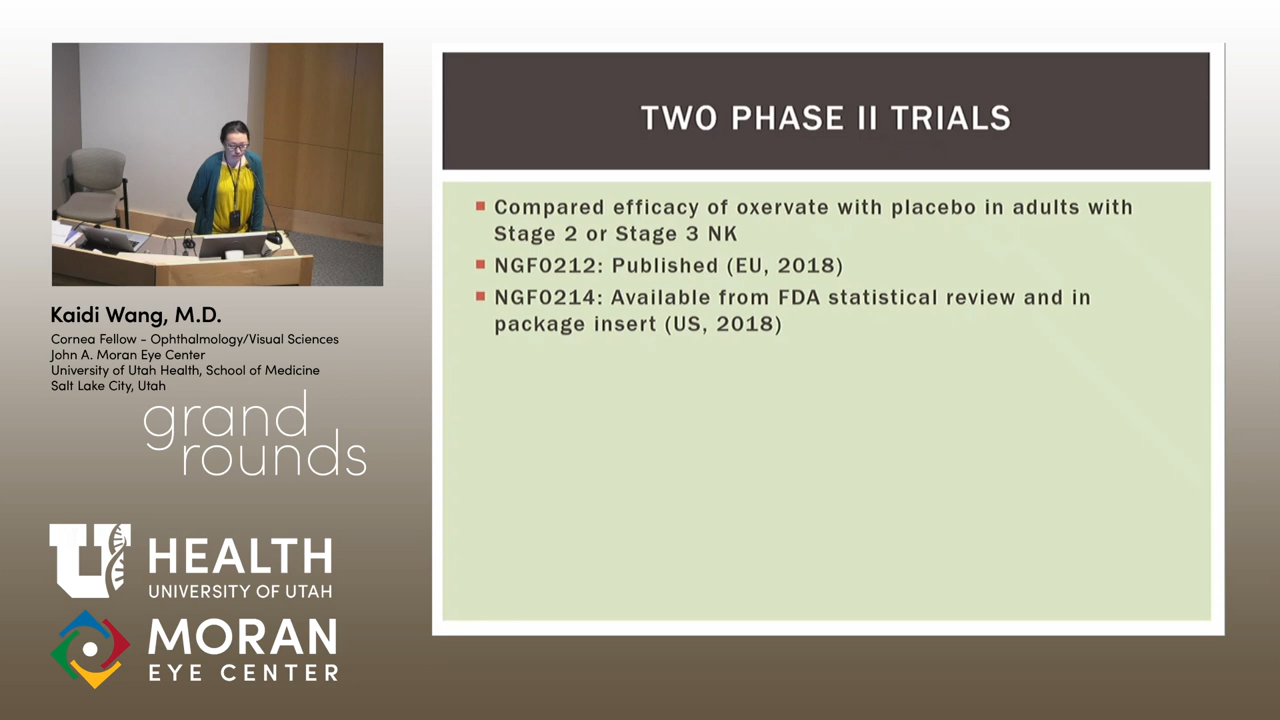 TWO PHASE II TRIALS
Compared efficacy of oxervate with placebo in adults with
Stage 2 or Stage 3 NK
NGF0212: Published (EU, 2018)
NGF0214: Available from FDA statistical review and in
package insert (US, 2018)
Kaidi Wang, M.D.
Cornea Fellow - Ophthalmology/Visual Sciences
John A. Moran Eye Center
University of Utah Health, School of Medicine
Salt Lake City, Utah
grand
rounds
U HEALTH
UNIVERSITY OF UTAH
MORAN
EYE CENTER